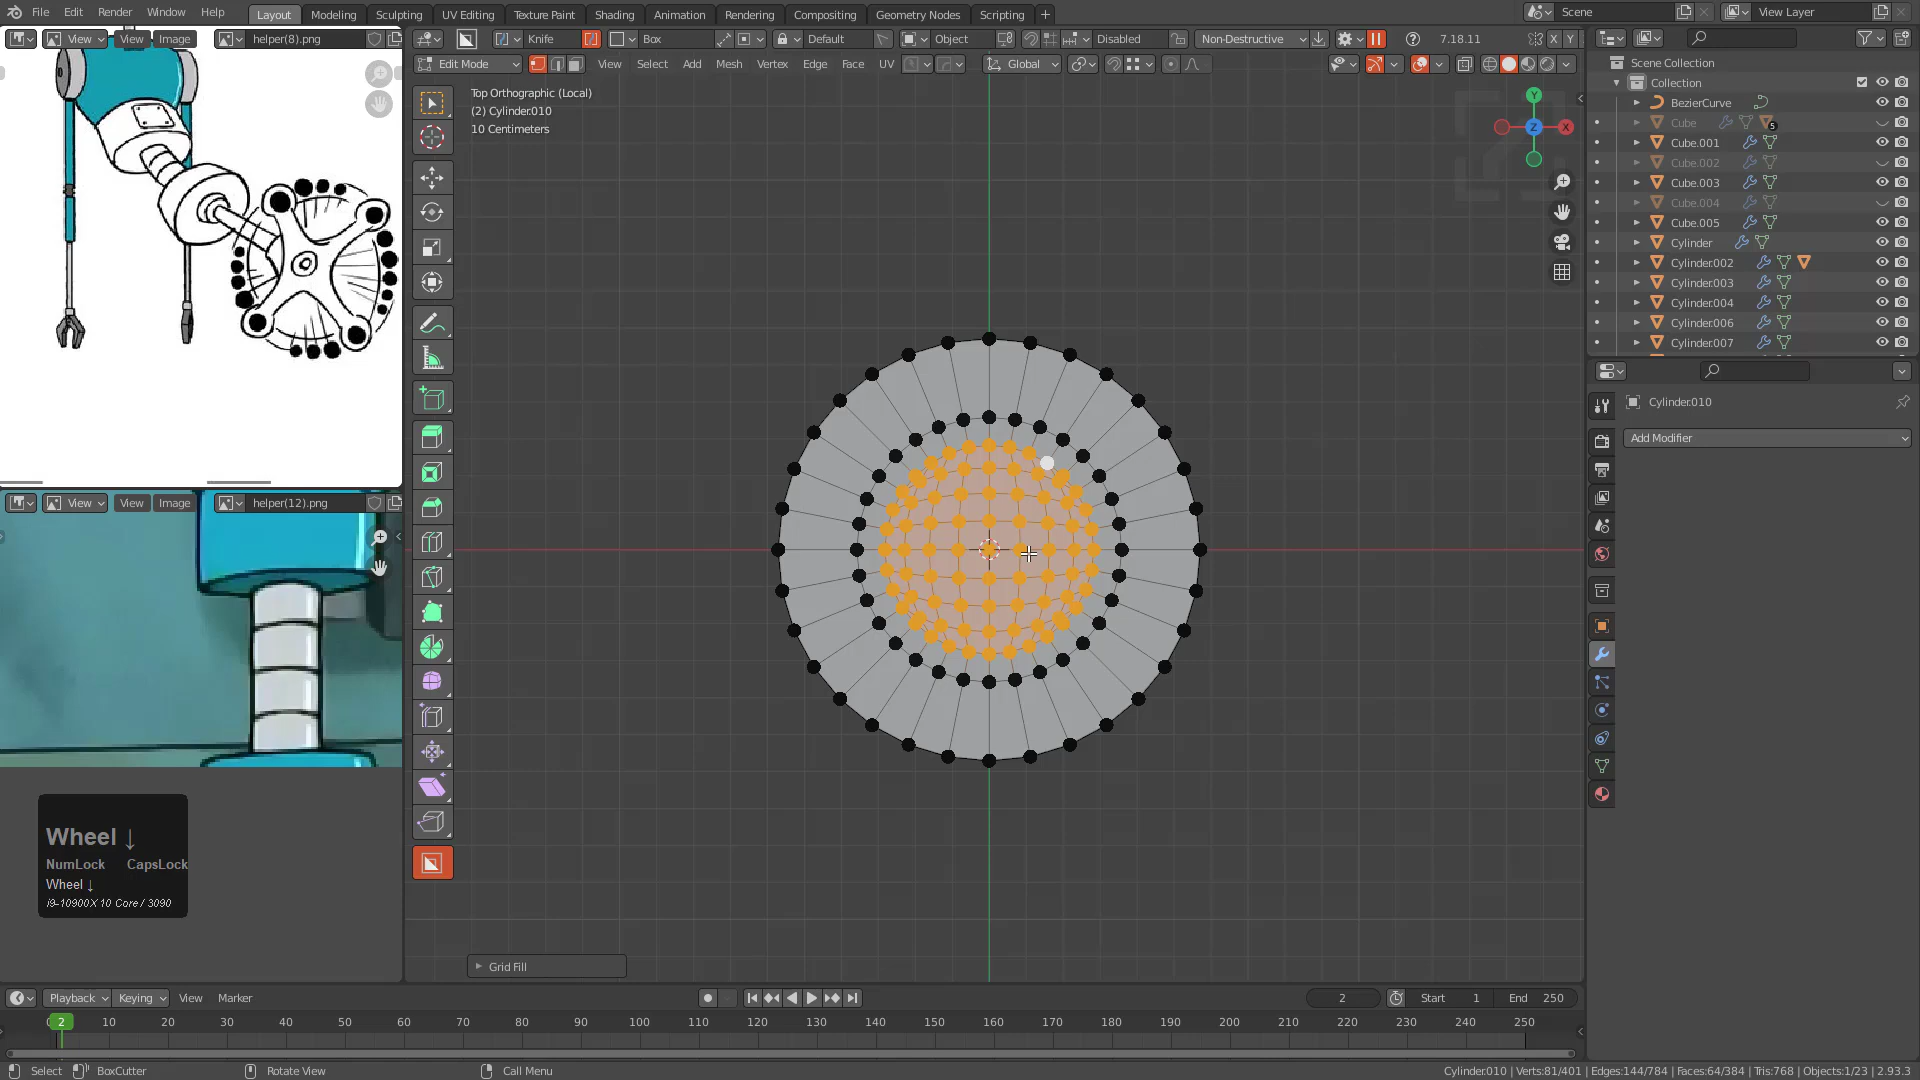 File Edit Render Window Help
Layout Modeling Sculpting UV Editing Texture Paint Shading Animation Rendering Compositing Geometry Nodes Scripting +
Scene
View Layer
View View Image helper(8).png
Knife Box Default Object Disabled Non-Destructive 7.18.11 X Y
Edit Mode View Select Add Mesh Vertex Edge Face UV Global
Top Orthographic (Local)
(2) Cylinder.010
10 Centimeters
Y
Z
X
Scene Collection
Collection
BezierCurve
Cube 5
Cube.001
Cube.002
Cube.003
Cube.004
Cube.005
Cylinder
Cylinder.002
Cylinder.003
Cylinder.004
Cylinder.006
Cylinder.007
Cylinder.010
Add Modifier
View View Image helper(12).png
Wheel ↓
NumLock CapsLock
Wheel ↓
i9-10900X 10 Core / 3090
Grid Fill
Playback Keying View Marker
2 Start 1 End 250
2 10 20 30 40 50 60 70 80 90 100 110 120 130 140 150 160 170 180 190 200 210 220 230 240 250
Select BoxCutter Rotate View Call Menu
Cylinder.010 | Verts:81/401 | Edges:144/784 | Faces:64/384 | Tris:768 | Objects:1/23 | 2.93.3